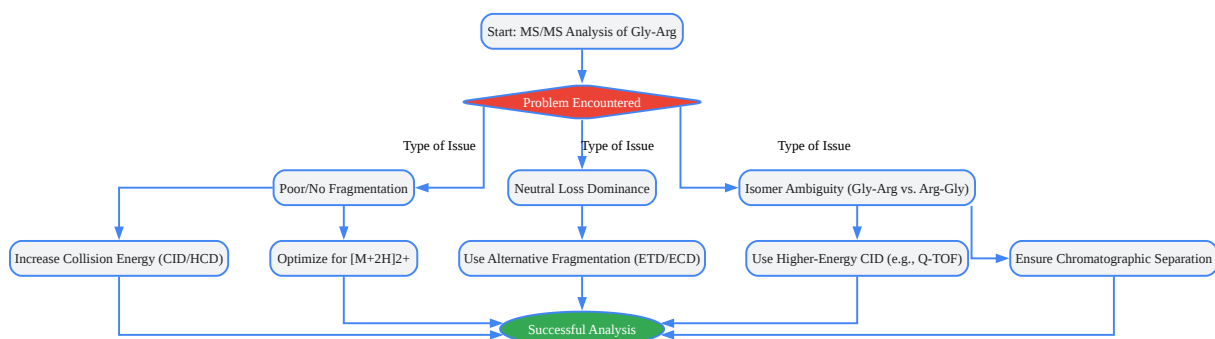 Start: MS/MS Analysis of Gly-Arg
Problem Encountered
Type of Issue
Type of Issue
Type of Issue
Poor/No Fragmentation
Neutral Loss Dominance
Isomer Ambiguity (Gly-Arg vs. Arg-Gly)
Increase Collision Energy (CID/HCD)
Optimize for [M+2H]2+
Use Alternative Fragmentation (ETD/ECD)
Use Higher-Energy CID (e.g., Q-TOF)
Ensure Chromatographic Separation
Successful Analysis